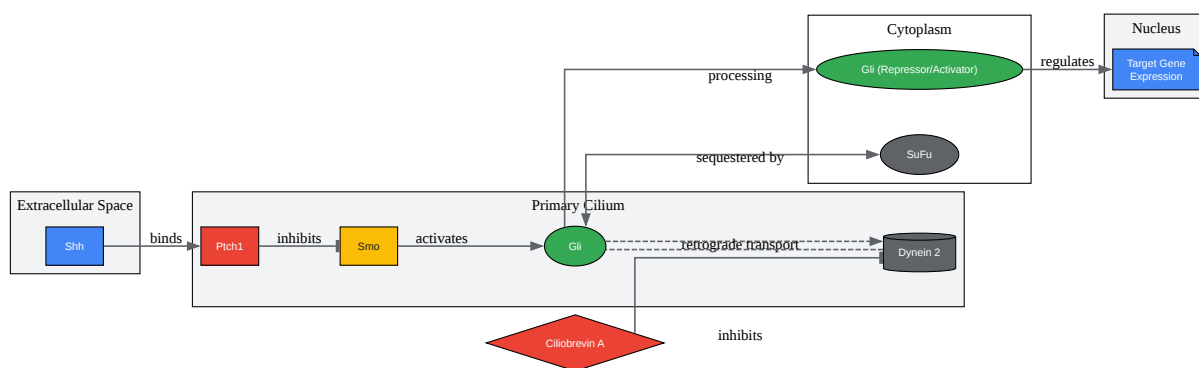 Cytoplasm
Nucleus
processing
Gli (Repressor/Activator)
regulates
Target Gene
Expression
sequestered by
SuFu
Extracellular Space
Primary Cilium
Shh
binds
Ptch1
inhibits
Smo
activates
Gli
retrograde transport
Dynein 2
Ciliobrevin A
inhibits